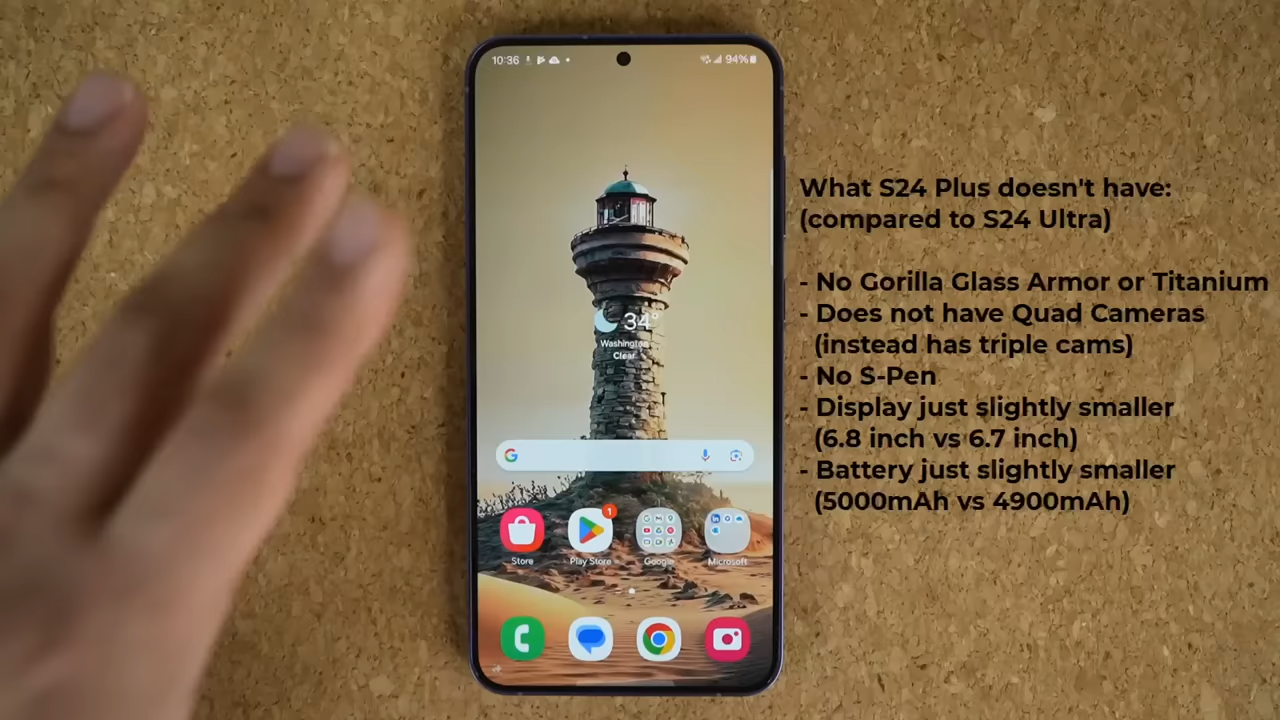 10:36
94%
What S24 Plus doesn't have:
(compared to S24 Ultra)
- No Gorilla Glass Armor or Titanium
- Does not have Quad Cameras
(instead has triple cams)
- No S-Pen
- Display just slightly smaller
(6.8 inch vs 6.7 inch)
- Battery just slightly smaller
(5000mAh vs 4900mAh)
34°
Washington
Clear
G
1
Store
Play Store
Google
Microsoft